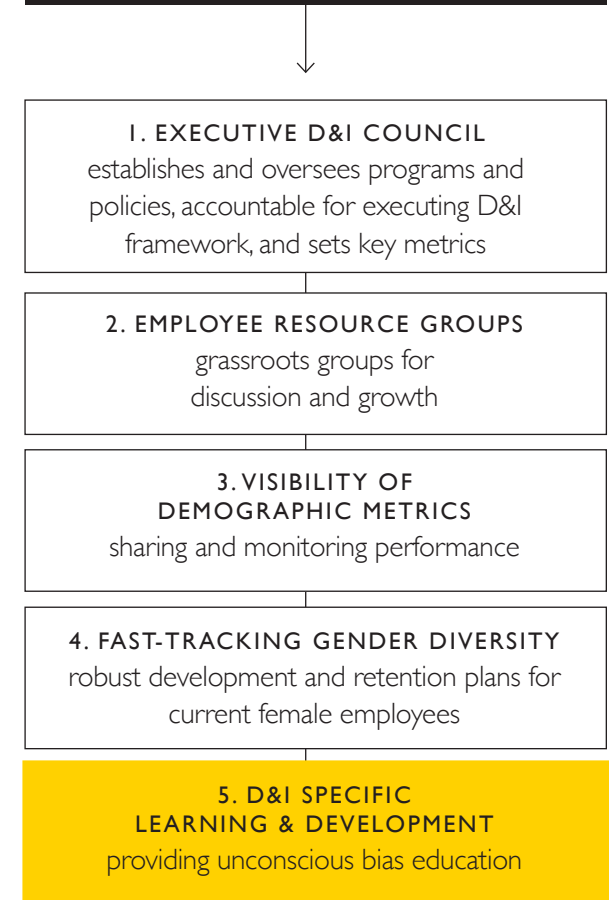 1. EXECUTIVE D&I COUNCIL
establishes and oversees programs and
policies, accountable for executing D&I
framework, and sets key metrics
2. EMPLOYEE RESOURCE GROUPS
grassroots groups for
discussion and growth
3. VISIBILITY OF
DEMOGRAPHIC METRICS
sharing and monitoring performance
4. FAST-TRACKING GENDER DIVERSITY
robust development and retention plans for
current female employees
5. D&I SPECIFIC
LEARNING & DEVELOPMENT
providing unconscious bias education